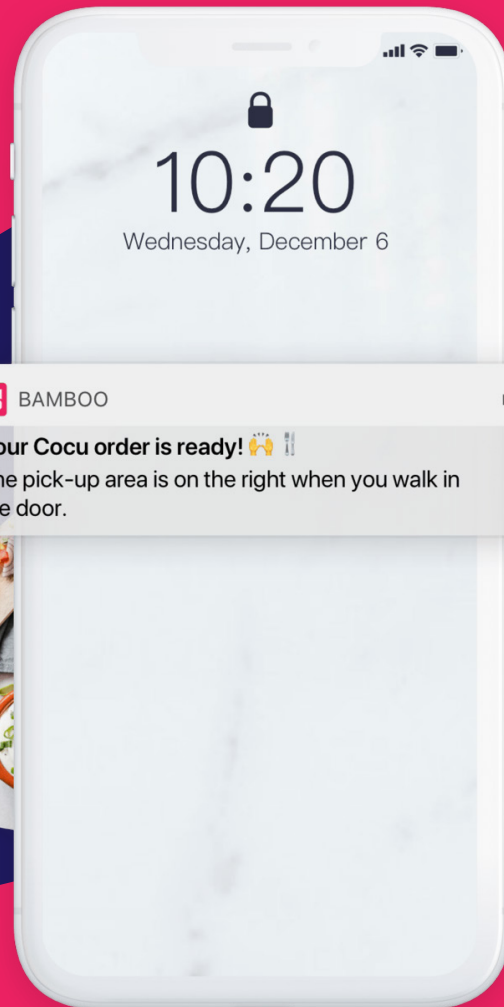 10:20
Wednesday, December 6
BAMBOO
our Cocu order is ready! 🙌 🍴
ne pick-up area is on the right when you walk in
e door.